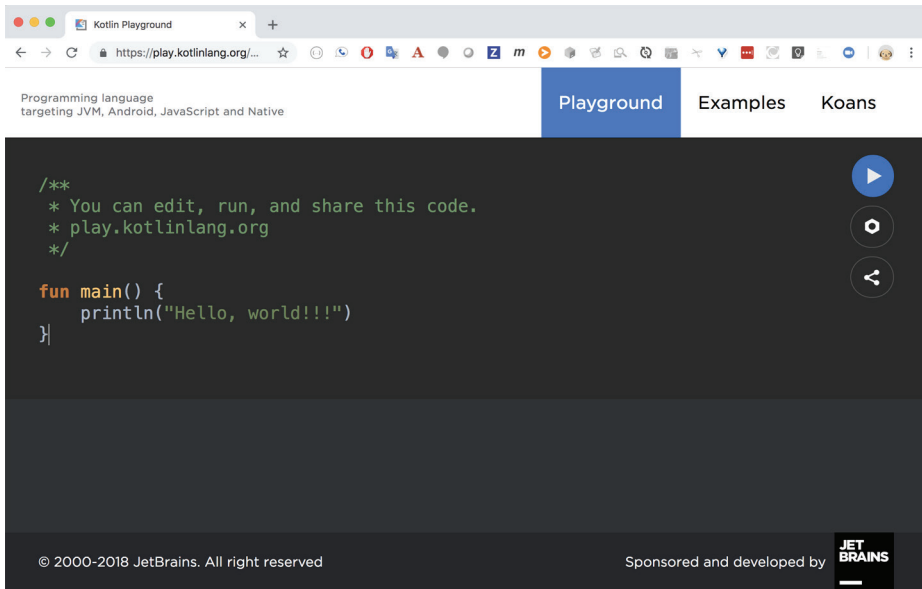 Kotlin Playground
https://play.kotlinlang.org/...
Programming language
targeting JVM, Android, JavaScript and Native
Playground
Examples
Koans
/**
* You can edit, run, and share this code.
* play.kotlinlang.org
*/
fun main() {
println("Hello, world!!!")
}
© 2000-2018 JetBrains. All right reserved
Sponsored and developed by
JET
BRAINS